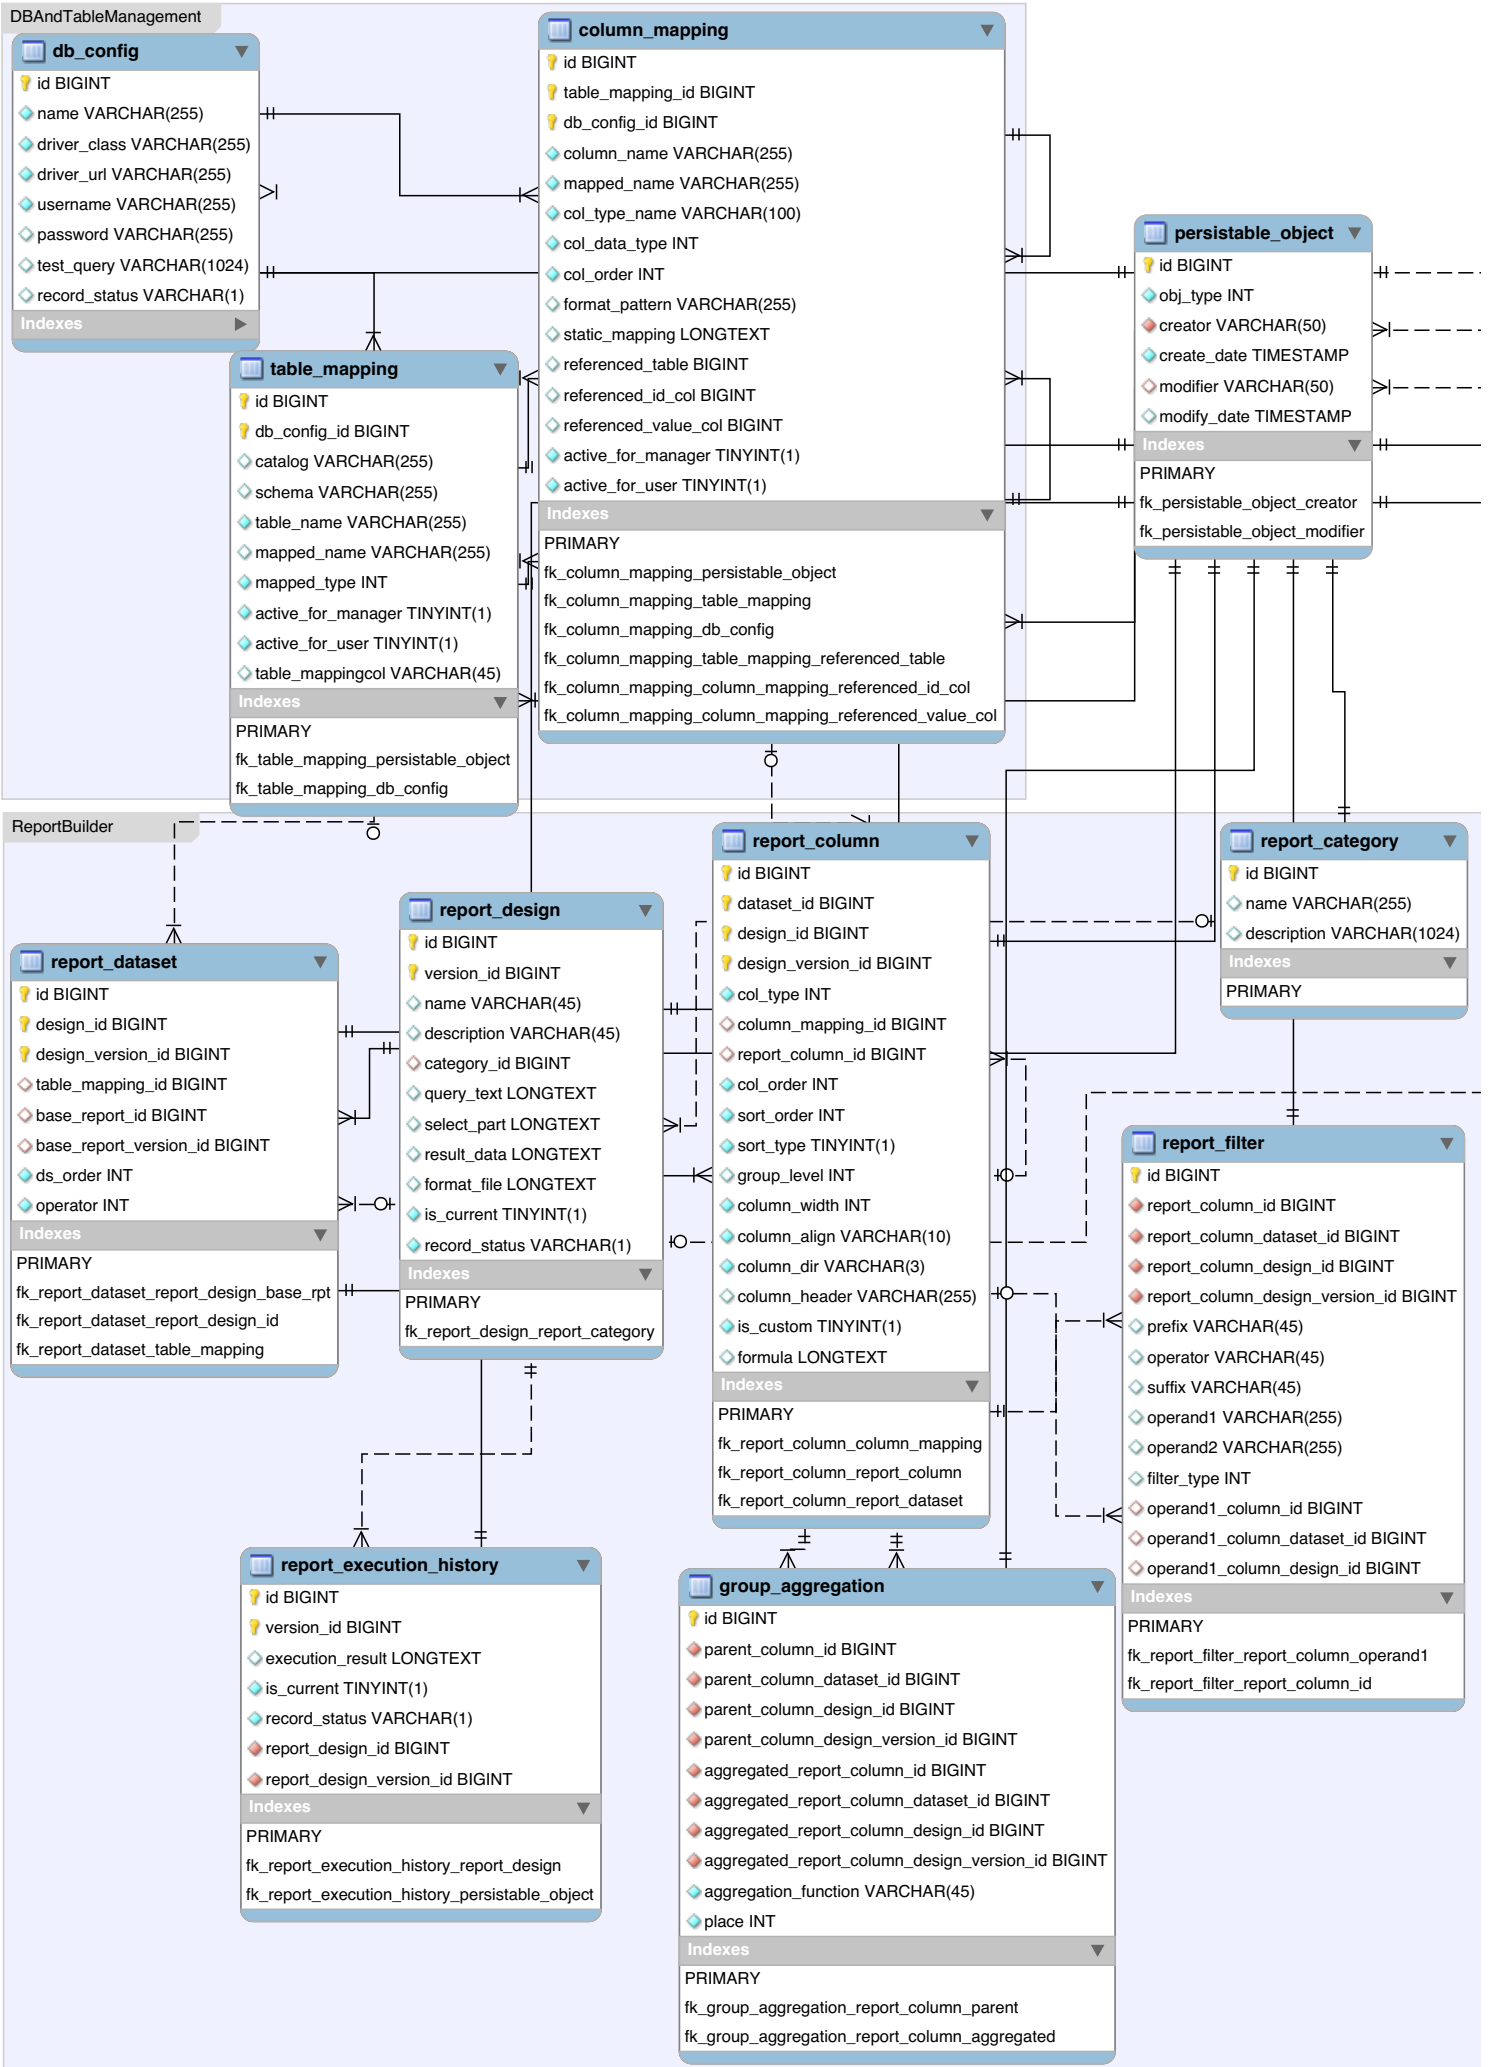 DBAndTableManagement
db_config
id BIGINT
name VARCHAR(255)
driver_class VARCHAR(255)
driver_url VARCHAR(255)
username VARCHAR(255)
password VARCHAR(255)
test_query VARCHAR(1024)
record_status VARCHAR(1)
Indexes
column_mapping
id BIGINT
table_mapping_id BIGINT
db_config_id BIGINT
column_name VARCHAR(255)
mapped_name VARCHAR(255)
col_type_name VARCHAR(100)
col_data_type INT
col_order INT
format_pattern VARCHAR(255)
static_mapping LONGTEXT
referenced_table BIGINT
referenced_id_col BIGINT
referenced_value_col BIGINT
active_for_manager TINYINT(1)
active_for_user TINYINT(1)
Indexes
PRIMARY
fk_column_mapping_persistable_object
fk_column_mapping_table_mapping
fk_column_mapping_db_config
fk_column_mapping_table_mapping_referenced_table
fk_column_mapping_column_mapping_referenced_id_col
fk_column_mapping_column_mapping_referenced_value_col
persistable_object
id BIGINT
obj_type INT
creator VARCHAR(50)
create_date TIMESTAMP
modifier VARCHAR(50)
modify_date TIMESTAMP
Indexes
PRIMARY
fk_persistable_object_creator
fk_persistable_object_modifier
table_mapping
id BIGINT
db_config_id BIGINT
catalog VARCHAR(255)
schema VARCHAR(255)
table_name VARCHAR(255)
mapped_name VARCHAR(255)
mapped_type INT
active_for_manager TINYINT(1)
active_for_user TINYINT(1)
table_mappingcol VARCHAR(45)
Indexes
PRIMARY
fk_table_mapping_persistable_object
fk_table_mapping_db_config
ReportBuilder
report_dataset
id BIGINT
design_id BIGINT
design_version_id BIGINT
table_mapping_id BIGINT
base_report_id BIGINT
base_report_version_id BIGINT
ds_order INT
operator INT
Indexes
PRIMARY
fk_report_dataset_report_design_base_rpt
fk_report_dataset_report_design_id
fk_report_dataset_table_mapping
report_design
id BIGINT
version_id BIGINT
name VARCHAR(45)
description VARCHAR(45)
category_id BIGINT
query_text LONGTEXT
select_part LONGTEXT
result_data LONGTEXT
format_file LONGTEXT
is_current TINYINT(1)
record_status VARCHAR(1)
Indexes
PRIMARY
fk_report_design_report_category
report_column
id BIGINT
dataset_id BIGINT
design_id BIGINT
design_version_id BIGINT
col_type INT
column_mapping_id BIGINT
report_column_id BIGINT
col_order INT
sort_order INT
sort_type TINYINT(1)
group_level INT
column_width INT
column_align VARCHAR(10)
column_dir VARCHAR(3)
column_header VARCHAR(255)
is_custom TINYINT(1)
formula LONGTEXT
Indexes
PRIMARY
fk_report_column_column_mapping
fk_report_column_report_column
fk_report_column_report_dataset
report_category
id BIGINT
name VARCHAR(255)
description VARCHAR(1024)
Indexes
PRIMARY
report_filter
id BIGINT
report_column_id BIGINT
report_column_dataset_id BIGINT
report_column_design_id BIGINT
report_column_design_version_id BIGINT
prefix VARCHAR(45)
operator VARCHAR(45)
suffix VARCHAR(45)
operand1 VARCHAR(255)
operand2 VARCHAR(255)
filter_type INT
operand1_column_id BIGINT
operand1_column_dataset_id BIGINT
operand1_column_design_id BIGINT
Indexes
PRIMARY
fk_report_filter_report_column_operand1
fk_report_filter_report_column_id
report_execution_history
id BIGINT
version_id BIGINT
execution_result LONGTEXT
is_current TINYINT(1)
record_status VARCHAR(1)
report_design_id BIGINT
report_design_version_id BIGINT
Indexes
PRIMARY
fk_report_execution_history_report_design
fk_report_execution_history_persistable_object
group_aggregation
id BIGINT
parent_column_id BIGINT
parent_column_dataset_id BIGINT
parent_column_design_id BIGINT
parent_column_design_version_id BIGINT
aggregated_report_column_id BIGINT
aggregated_report_column_dataset_id BIGINT
aggregated_report_column_design_id BIGINT
aggregated_report_column_design_version_id BIGINT
aggregation_function VARCHAR(45)
place INT
Indexes
PRIMARY
fk_group_aggregation_report_column_parent
fk_group_aggregation_report_column_aggregated